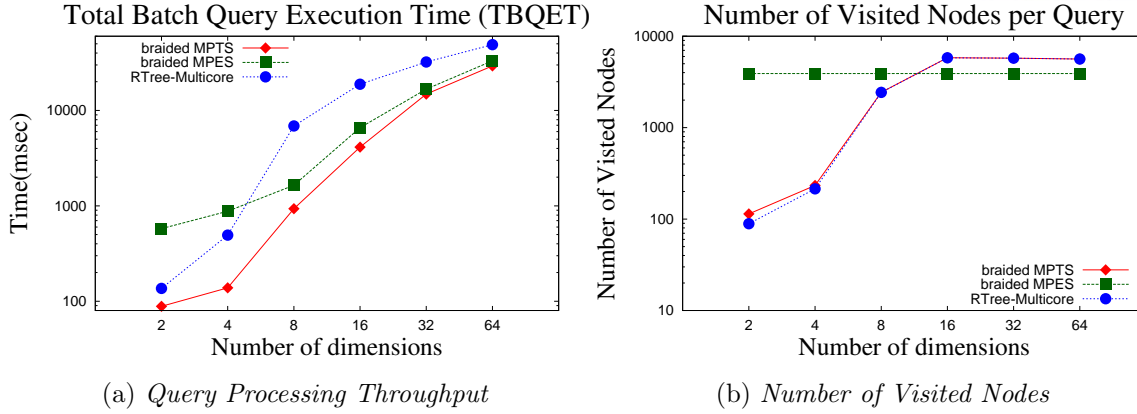 Total Batch Query Execution Time (TBQET)
braided MPTS
braided MPES
RTree-Multicore
Time(msec)
10000
1000
100
2 4 8 16 32 64
Number of dimensions
(a) Query Processing Throughput
Number of Visited Nodes per Query
Number of Visted Nodes
10000
1000
100
10
braided MPTS
braided MPES
RTree-Multicore
2 4 8 16 32 64
Number of dimensions
(b) Number of Visited Nodes